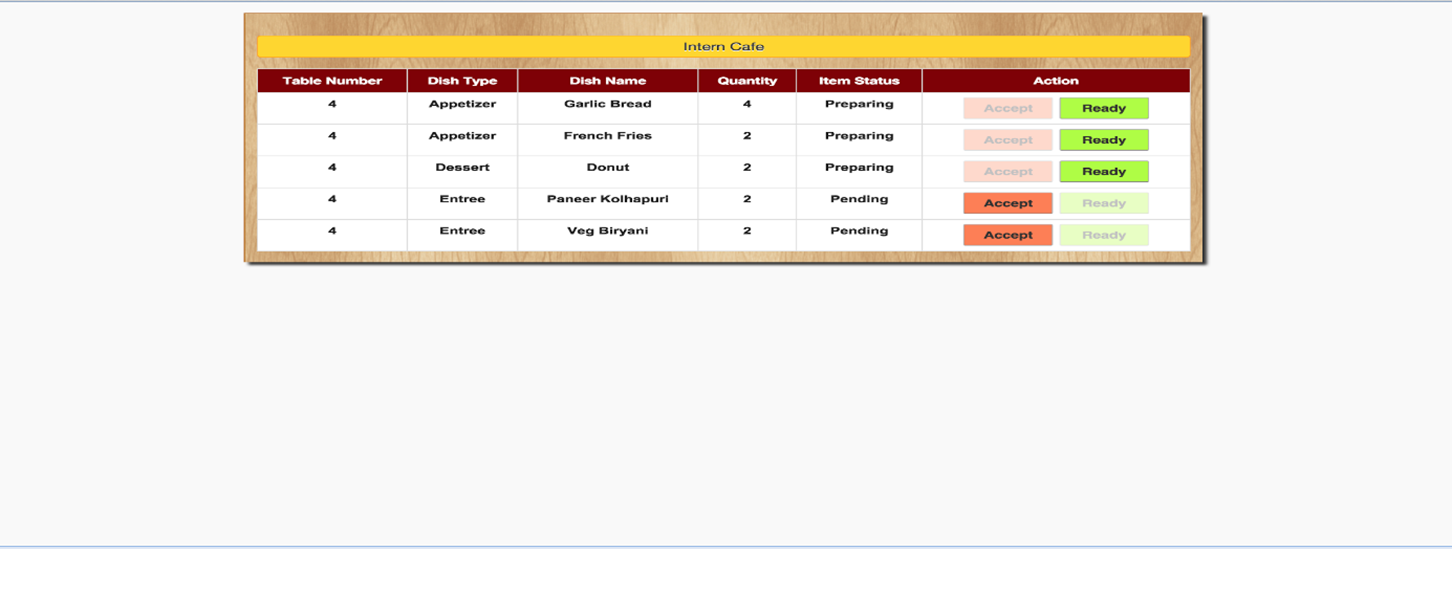 Intern Cafe
Table Number Dish Type Dish Name Quantity Item Status Action
4 Appetizer Garlic Bread 4 Preparing Accept Ready
4 Appetizer French Fries 2 Preparing Accept Ready
4 Dessert Donut 2 Preparing Accept Ready
4 Entree Paneer Kolhapuri 2 Pending Accept Ready
4 Entree Veg Biryani 2 Pending Accept Ready